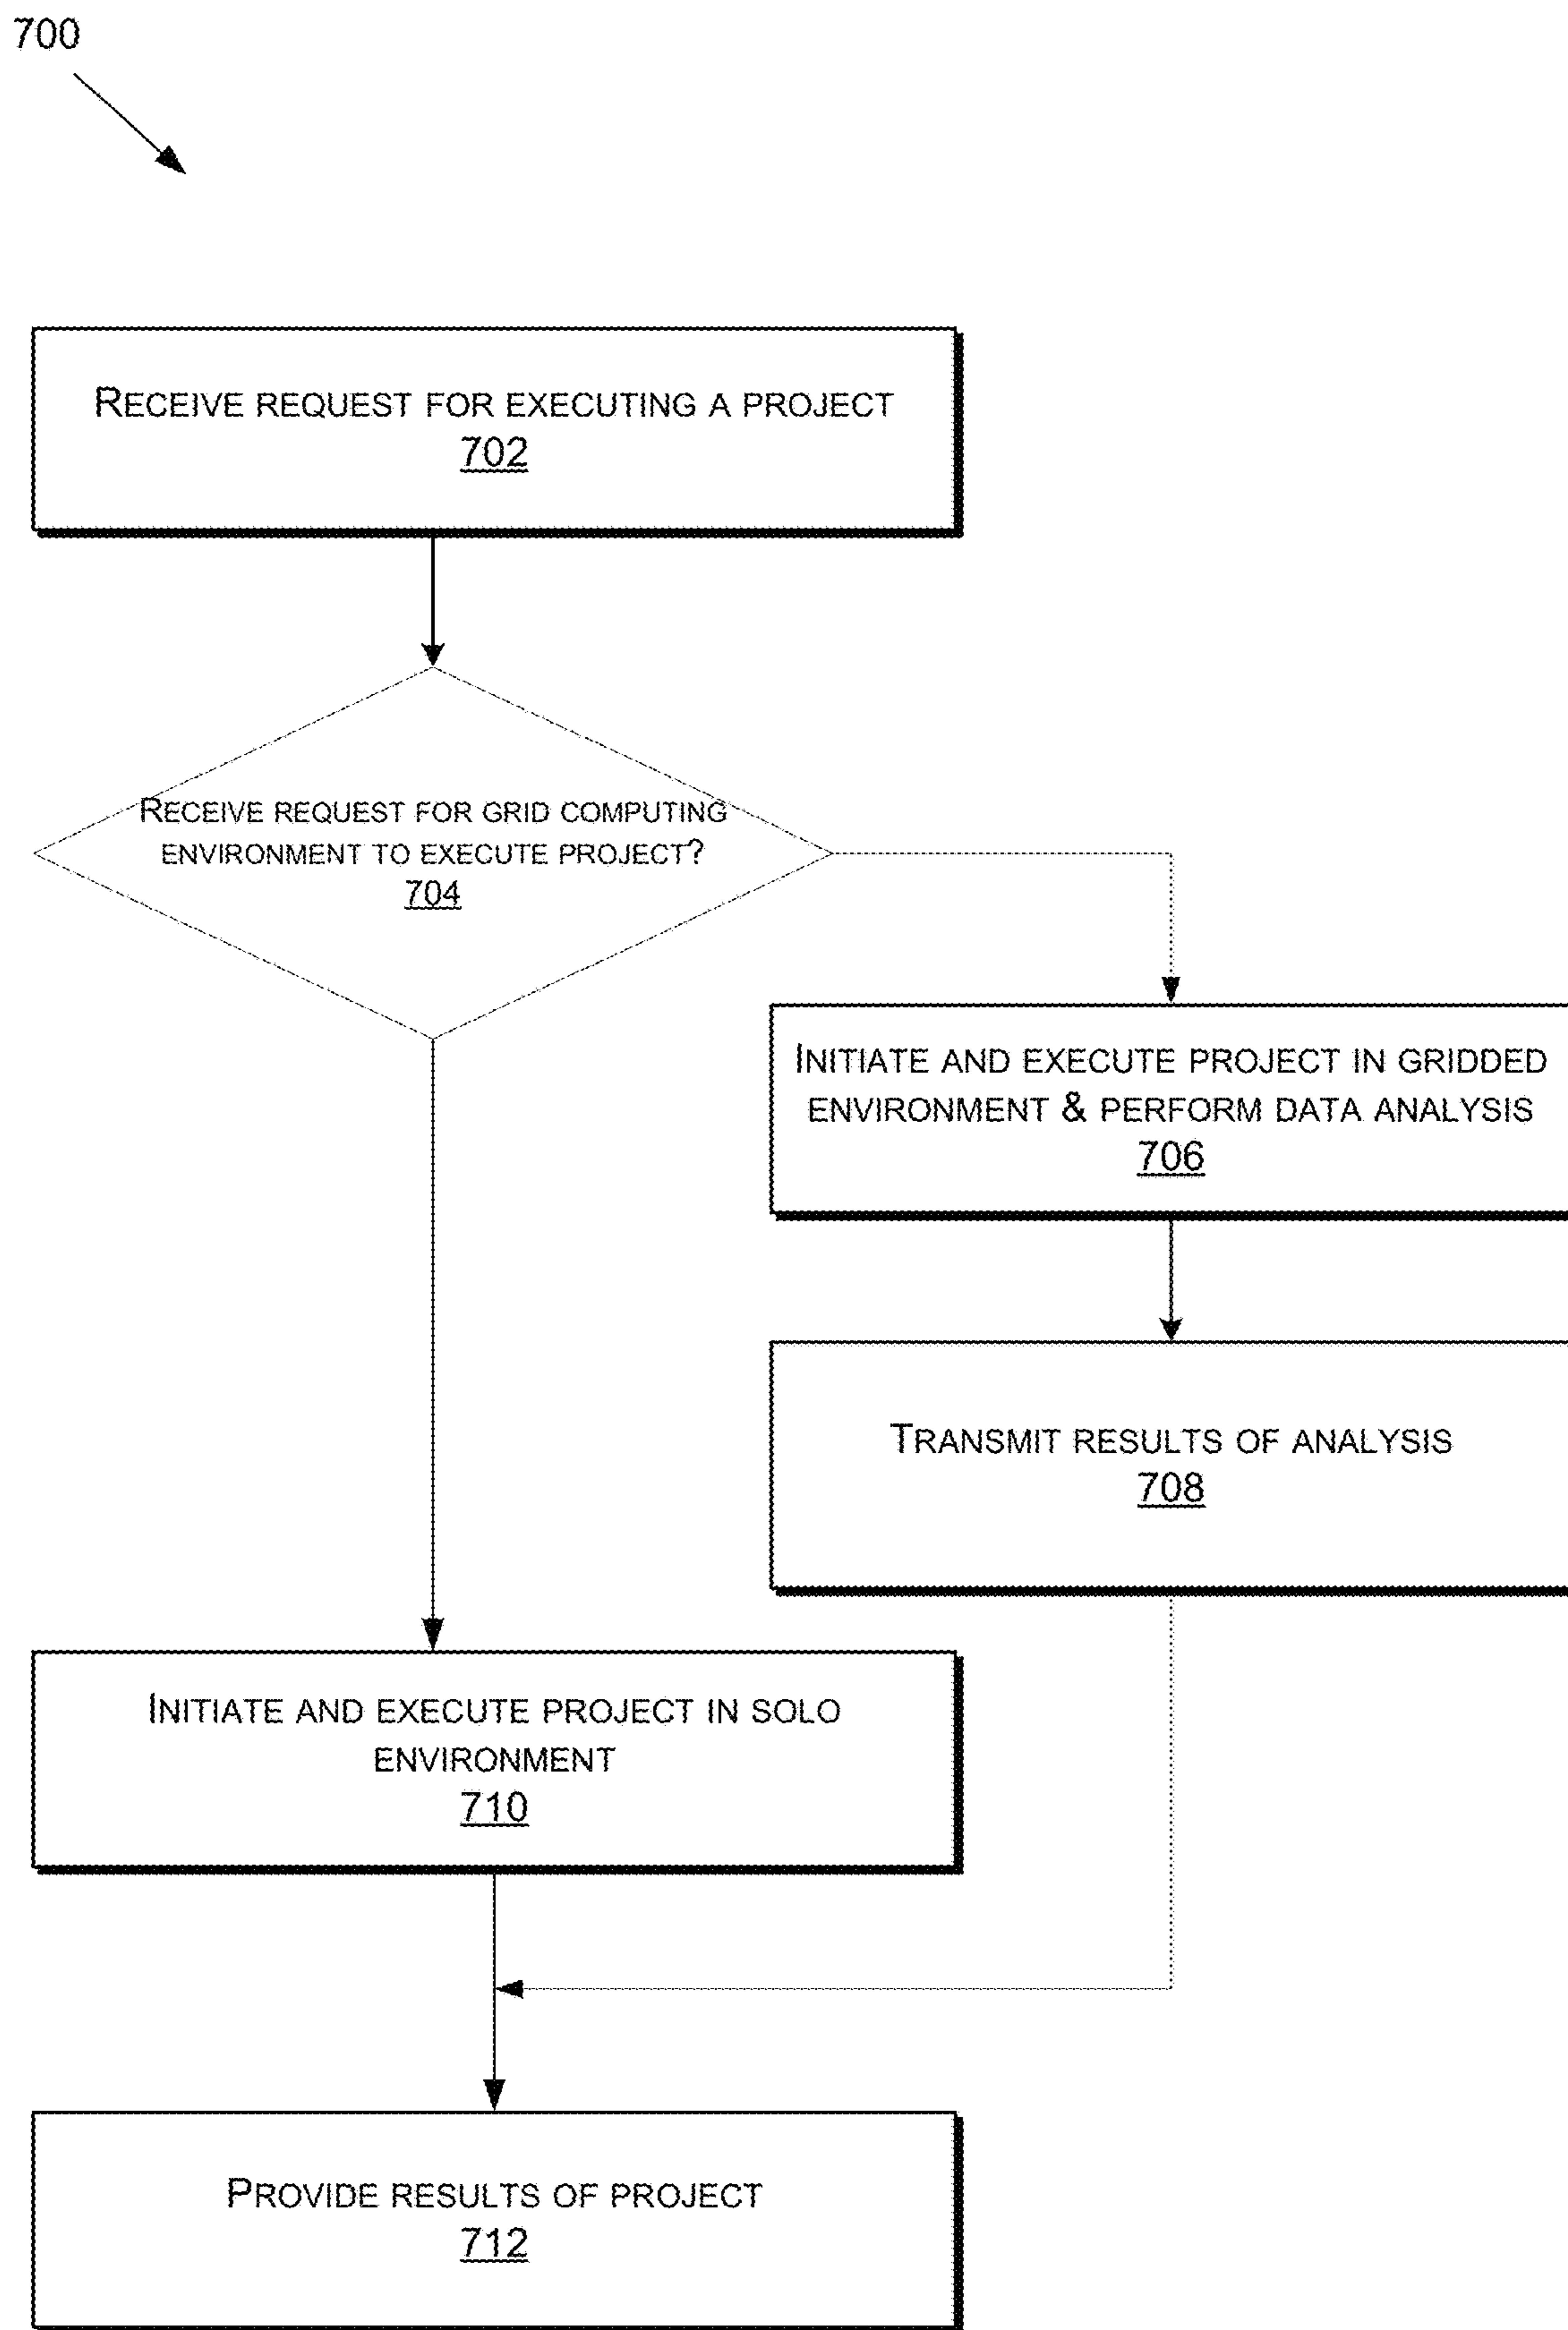 700
RECEIVE REQUEST FOR EXECUTING A PROJECT
702
RECEIVE REQUEST FOR GRID COMPUTING
ENVIRONMENT TO EXECUTE PROJECT?
704
INITIATE AND EXECUTE PROJECT IN GRIDDED
ENVIRONMENT & PERFORM DATA ANALYSIS
706
TRANSMIT RESULTS OF ANALYSIS
708
INITIATE AND EXECUTE PROJECT IN SOLO
ENVIRONMENT
710
PROVIDE RESULTS OF PROJECT
712